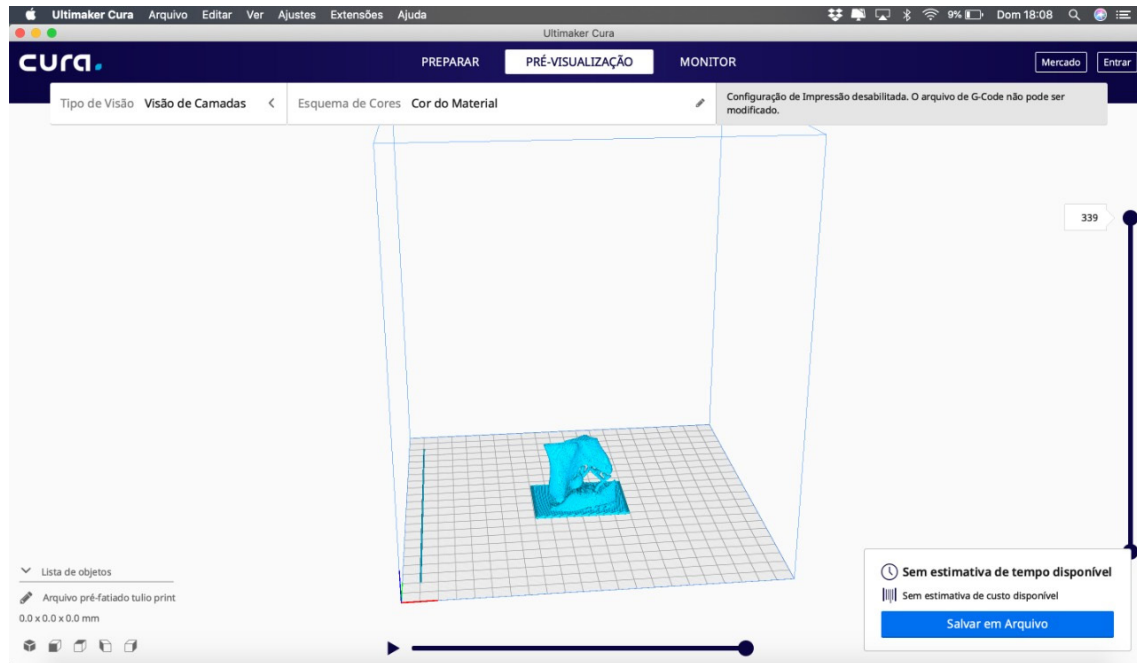 Ultimaker Cura Arquivo Editar Ver Ajustes Extensões Ajuda 9% Dom 18:08
Ultimaker Cura
cura. PREPARAR PRÉ-VISUALIZAÇÃO MONITOR Mercado Entrar
Tipo de Visão Visão de Camadas Esquema de Cores Cor do Material
Configuração de Impressão desabilitada. O arquivo de G-Code não pode ser
modificado.
339
Lista de objetos
Arquivo pré-fatiado tulio print
0.0 x 0.0 x 0.0 mm
Sem estimativa de tempo disponível
Sem estimativa de custo disponível
Salvar em Arquivo